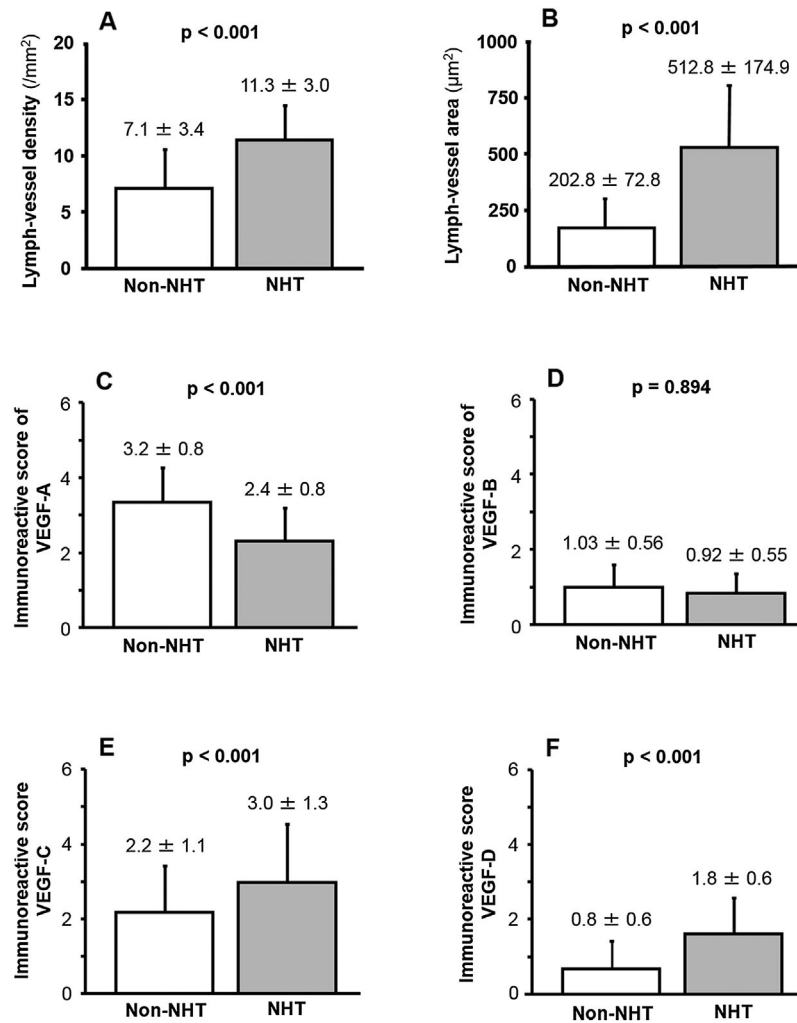 A
p < 0.001
Lymph-vessel density (/mm²)
20
15
10
5
0
7.1 ± 3.4
11.3 ± 3.0
Non-NHT
NHT
B
p < 0.001
Lymph-vessel area (µm²)
1000
750
500
250
0
202.8 ± 72.8
512.8 ± 174.9
Non-NHT
NHT
C
p < 0.001
Immunoreactive score of
VEGF-A
6
4
2
0
3.2 ± 0.8
2.4 ± 0.8
Non-NHT
NHT
D
p = 0.894
Immunoreactive score of
VEGF-B
6
4
2
0
1.03 ± 0.56
0.92 ± 0.55
Non-NHT
NHT
E
p < 0.001
Immunoreactive score
VEGF-C
6
4
2
0
2.2 ± 1.1
3.0 ± 1.3
Non-NHT
NHT
F
p < 0.001
Immunoreactive score
VEGF-D
6
4
2
0
0.8 ± 0.6
1.8 ± 0.6
Non-NHT
NHT